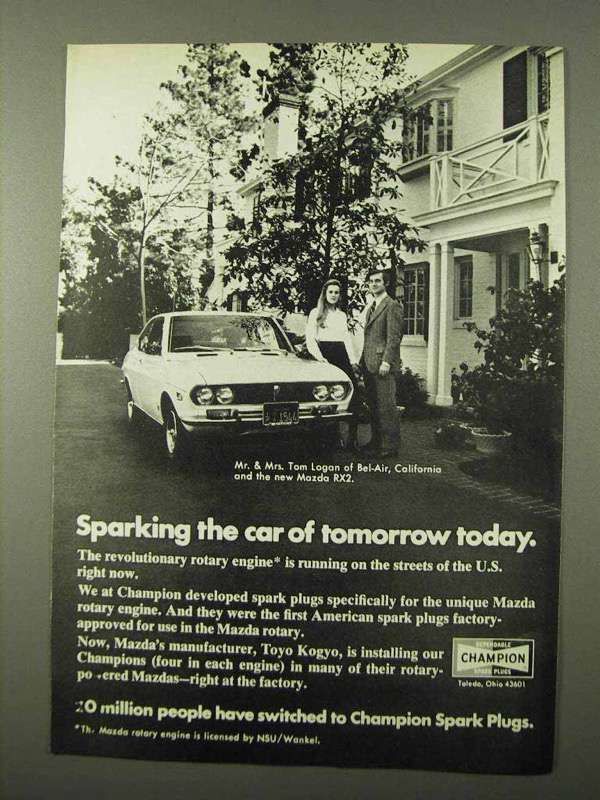 Mr. & Mrs. Tom Logan of Bel-Air, California
and the new Mazda RX2.
Sparking the car of tomorrow today.
The revolutionary rotary engine* is running on the streets of the U.S.
right now.
We at Champion developed spark plugs specifically for the unique Mazda
rotary engine. And they were the first American spark plugs factory-
approved for use in the Mazda rotary.
Now, Mazda's manufacturer, Toyo Kogyo, is installing our
Champions (four in each engine) in many of their rotary-
po.ered Mazdas—right at the factory.
DEPENDABLE
CHAMPION
SPARK PLUGS
Toledo, Ohio 43601
20 million people have switched to Champion Spark Plugs.
*The Mazda rotary engine is licensed by NSU/Wankel.